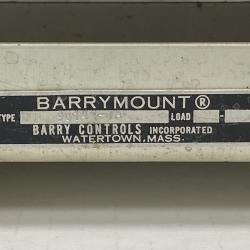 BARRYMOUNT®
TYPE LOAD -
BARRY CONTROLS INCORPORATED
WATERTOWN, MASS.